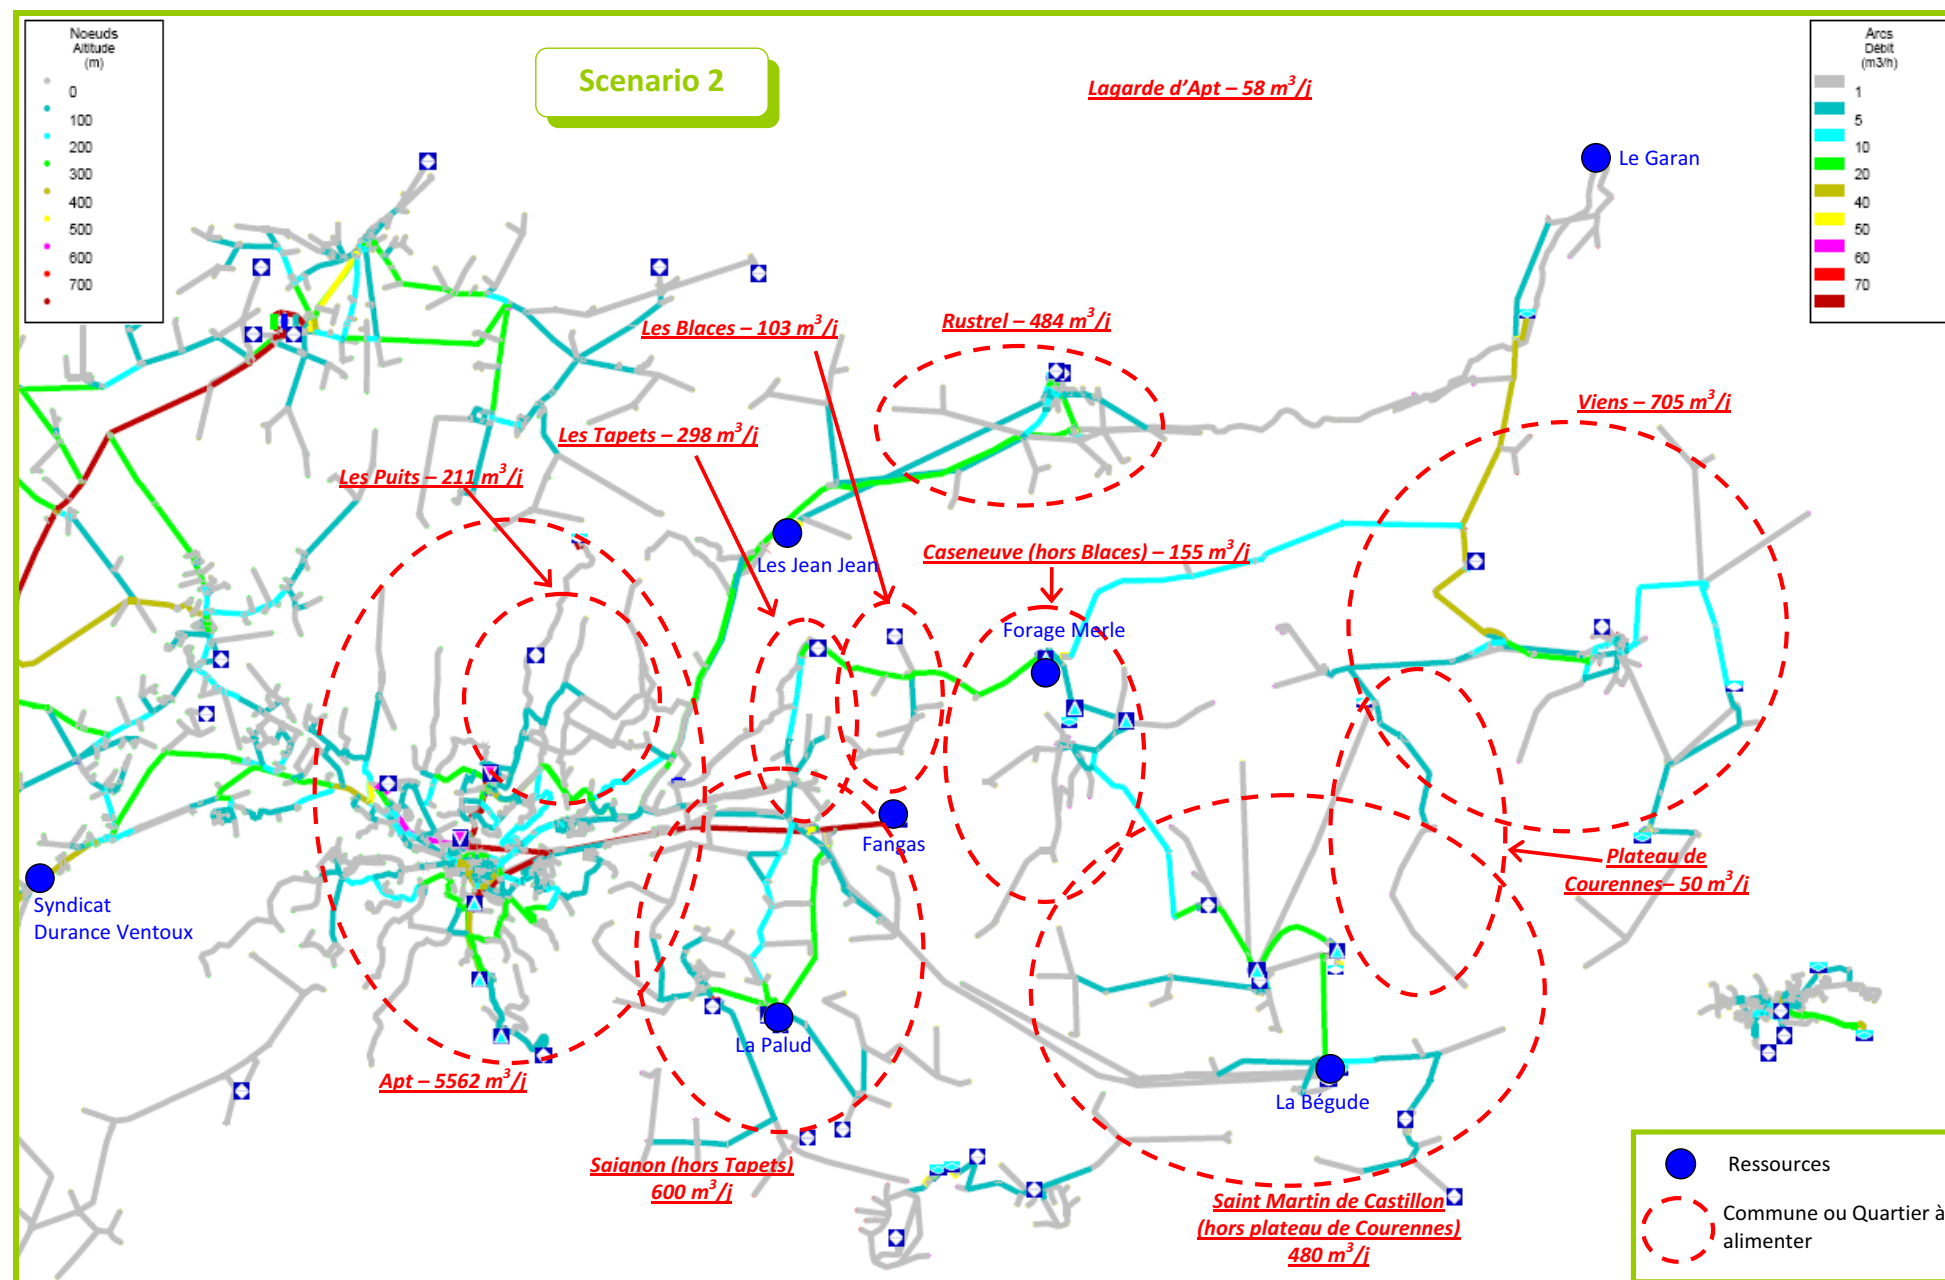 Noeuds
Altitude
(m)
0
100
200
300
400
500
600
700
Scenario 2
Lagarde d'Apt – 58 m³/j
Arcs
Débit
(m3/h)
1
5
10
20
40
50
60
70
Le Garan
Les Blaces – 103 m³/j
Rustrel – 484 m³/j
Viens – 705 m³/j
Les Tapets – 298 m³/j
Les Puits – 211 m³/j
Les Jean Jean
Caseneuve (hors Blaces) – 155 m³/j
Forage Merle
Fangas
Plateau de
Courennes– 50 m³/j
Syndicat
Durance Ventoux
La Palud
Apt – 5562 m³/j
La Bégude
Saignon (hors Tapets)
600 m³/j
Saint Martin de Castillon
(hors plateau de Courennes)
480 m³/j
Ressources
Commune ou Quartier à
alimenter